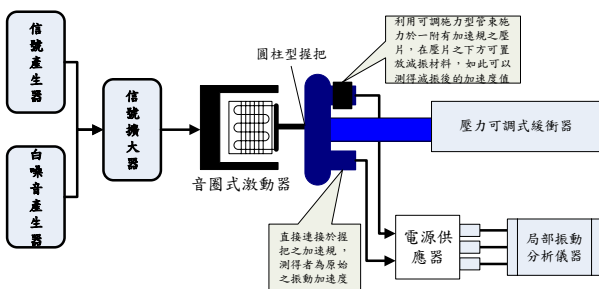 信號產生器
白噪音產生器
信號擴大器
音圈式激動器
圓柱型握把
利用可調施力型管束施
力於一附有加速規之壓
片，在壓片之下方可置
放減振材料，如此可以
測得減振後的加速度值
壓力可調式緩衝器
直接連接於握
把之加速規，
測得者為原始
之振動加速度
電源供
應器
局部振動
分析儀器